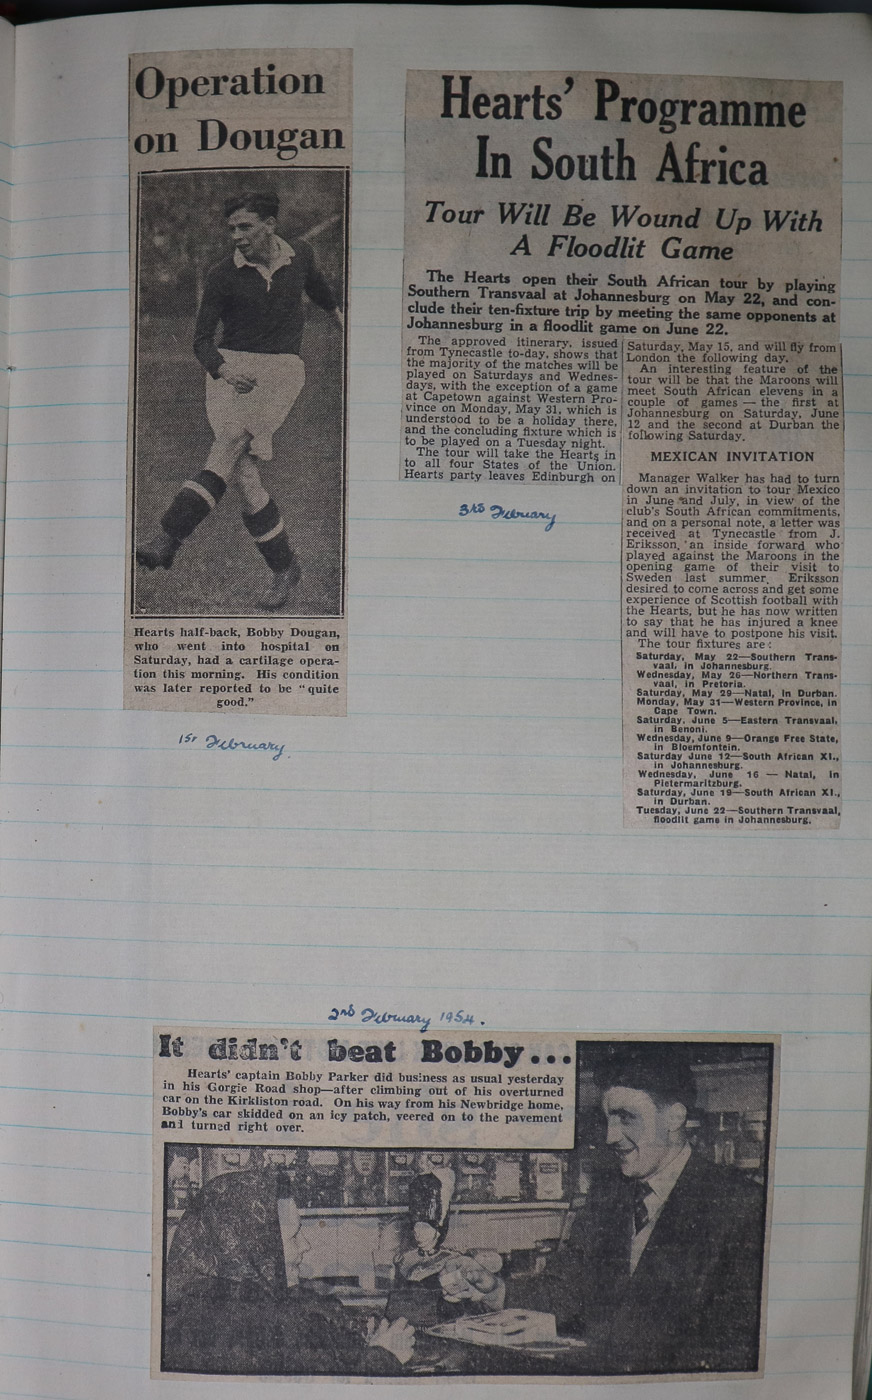 Operation
on Dougan
Hearts half-back, Bobby Dougan,
who went into hospital on
Saturday, had a cartilage opera-
tion this morning. His condition
was later reported to be "quite
good."
1st February.
Hearts' Programme
In South Africa
Tour Will Be Wound Up With
A Floodlit Game
The Hearts open their South African tour by playing
Southern Transvaal at Johannesburg on May 22, and con-
clude their ten-fixture trip by meeting the same opponents at
Johannesburg in a floodlit game on June 22.
The approved itinerary, issued
from Tynecastle to-day, shows that
the majority of the matches will be
played on Saturdays and Wednes-
days, with the exception of a game
at Capetown against Western Pro-
vince on Monday, May 31, which is
understood to be a holiday there,
and the concluding fixture which is
to be played on a Tuesday night.
The tour will take the Hearts in
to all four States of the Union.
Hearts party leaves Edinburgh on
3rd February
Saturday, May 15, and will fly from
London the following day.
An interesting feature of the
tour will be that the Maroons will
meet South African elevens in a
couple of games — the first at
Johannesburg on Saturday, June
12 and the second at Durban the
following Saturday.
MEXICAN INVITATION
Manager Walker has had to turn
down an invitation to tour Mexico
in June and July, in view of the
club's South African commitments,
and on a personal note, a letter was
received at Tynecastle from J.
Eriksson, an inside forward who
played against the Maroons in the
opening game of their visit to
Sweden last summer. Eriksson
desired to come across and get some
experience of Scottish football with
the Hearts, but he has now written
to say that he has injured a knee
and will have to postpone his visit.
The tour fixtures are:
Saturday, May 22—Southern Trans-
vaal, in Johannesburg.
Wednesday, May 26—Northern Trans-
vaal, in Pretoria.
Saturday, May 29—Natal, in Durban.
Monday, May 31—Western Province, in
Cape Town.
Saturday, June 5—Eastern Transvaal,
in Benoni.
Wednesday, June 9—Orange Free State,
in Bloemfontein.
Saturday June 12—South African XI.,
in Johannesburg.
Wednesday, June 16 — Natal, in
Pietermaritzburg.
Saturday, June 19—South African XI.,
in Durban.
Tuesday, June 22—Southern Transvaal,
floodlit game in Johannesburg.
2nd February 1954.
It didn't beat Bobby...
Hearts' captain Bobby Parker did business as usual yesterday
in his Gorgie Road shop—after climbing out of his overturned
car on the Kirkliston road. On his way from his Newbridge home,
Bobby's car skidded on an icy patch, veered on to the pavement
and turned right over.